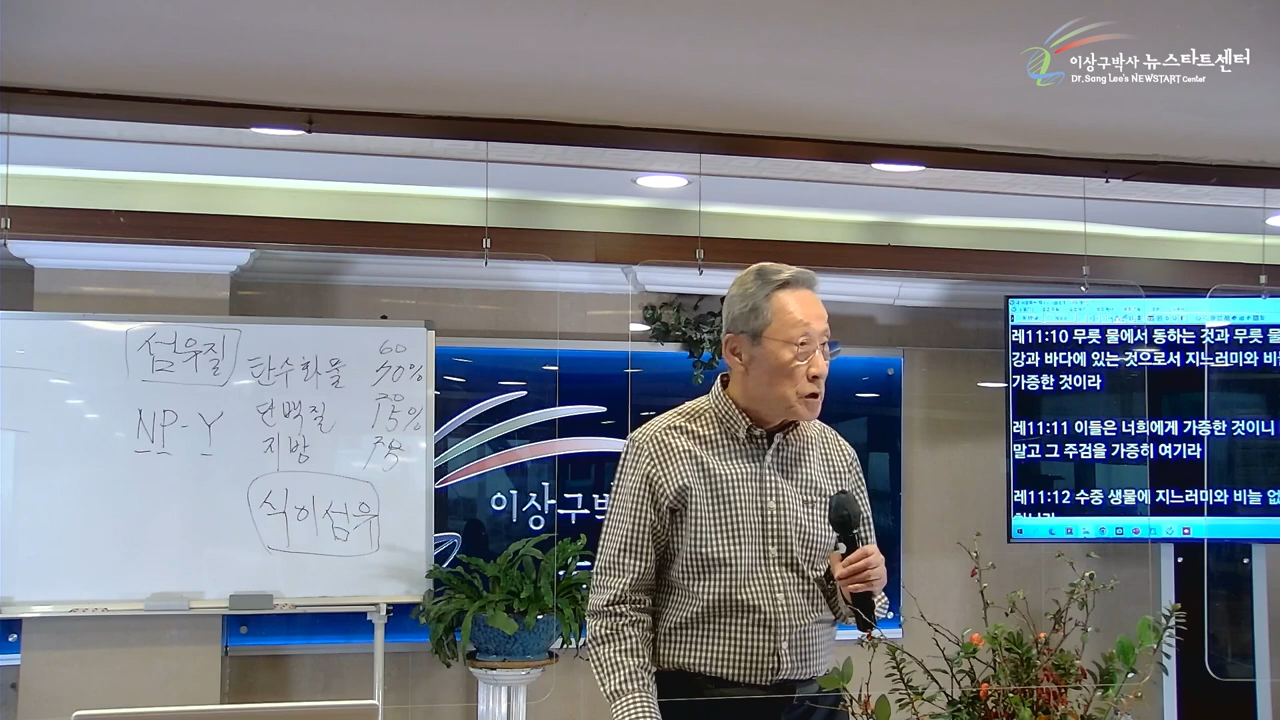 이상구박사 뉴스타트센터
Dr. Sang Lee's NEWSTART Center
섬유질
NP-Y
60
탄수화물 70%
20
단백질 15%
지방
식이섬유
이상구박
레11:10 무릇 물에서 동하는 것과 무릇 물
강과 바다에 있는 것으로서 지느러미와 비늘
가증한 것이라
레11:11 이들은 너희에게 가증한 것이니
말고 그 주검을 가증히 여기라
레11:12 수중 생물에 지느러미와 비늘 없